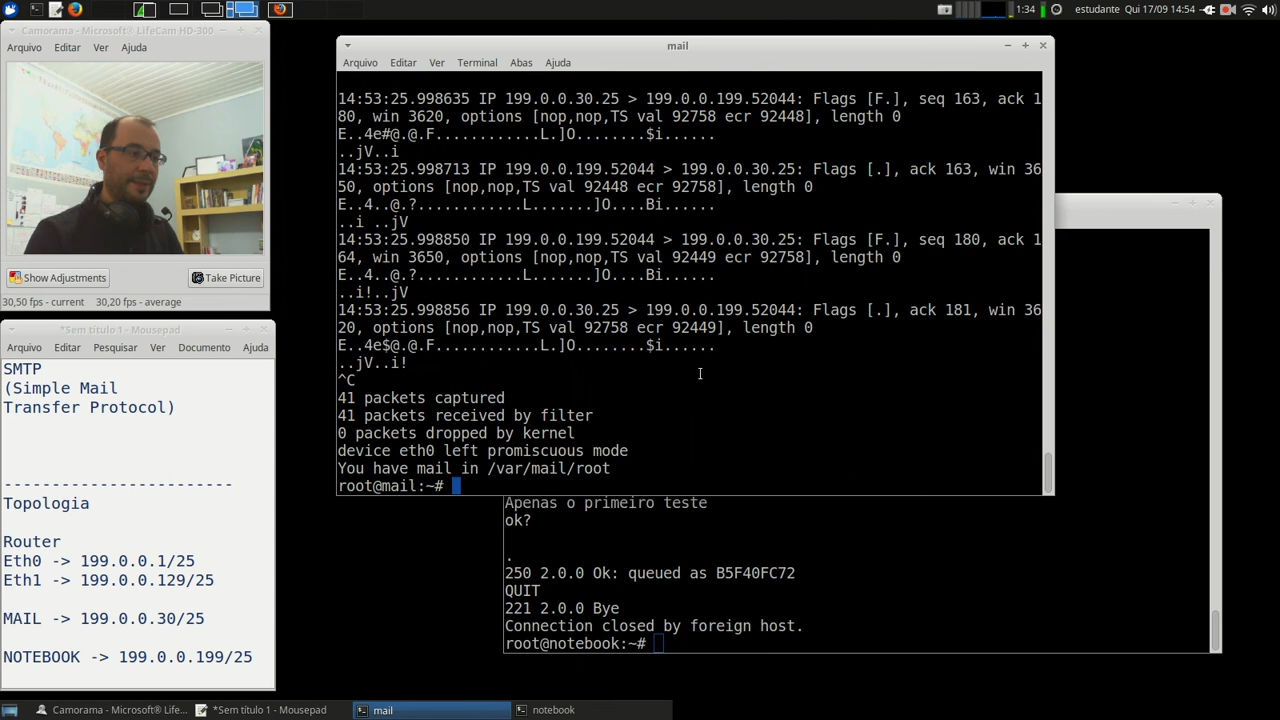 1:34
estudante
Qui 17/09 14:54
Camorama - Microsoft® LifeCam HD-300
Arquivo Editar Ver Ajuda
Show Adjustments
Take Picture
30,50 fps - current 30,20 fps - average
*Sem título 1 - Mousepad
Arquivo Editar Pesquisar Ver Documento Ajuda
SMTP
(Simple Mail
Transfer Protocol)
------------------------
Topologia
Router
Eth0 -> 199.0.0.1/25
Eth1 -> 199.0.0.129/25
MAIL -> 199.0.0.30/25
NOTEBOOK -> 199.0.0.199/25
mail
Arquivo Editar Ver Terminal Abas Ajuda
14:53:25.998635 IP 199.0.0.30.25 > 199.0.0.199.52044: Flags [F.], seq 163, ack 1
80, win 3620, options [nop,nop,TS val 92758 ecr 92448], length 0
E..4e#@.@.F............L.]O........$i......
..jV..i
14:53:25.998713 IP 199.0.0.199.52044 > 199.0.0.30.25: Flags [.], ack 163, win 36
50, options [nop,nop,TS val 92448 ecr 92758], length 0
E..4..@.?............L.......]O....Bi......
..i ..jV
14:53:25.998850 IP 199.0.0.199.52044 > 199.0.0.30.25: Flags [F.], seq 180, ack 1
64, win 3650, options [nop,nop,TS val 92449 ecr 92758], length 0
E..4..@.?............L.......]O....Bi......
..i!..jV
14:53:25.998856 IP 199.0.0.30.25 > 199.0.0.199.52044: Flags [.], ack 181, win 36
20, options [nop,nop,TS val 92758 ecr 92449], length 0
E..4e$@.@.F............L.]O........$i......
..jV..i!
^C
41 packets captured
41 packets received by filter
0 packets dropped by kernel
device eth0 left promiscuous mode
You have mail in /var/mail/root
root@mail:~#
Apenas o primeiro teste
ok?
.
250 2.0.0 Ok: queued as B5F40FC72
QUIT
221 2.0.0 Bye
Connection closed by foreign host.
root@notebook:~#
Camorama - Microsoft® LifeC...
*Sem título 1 - Mousepad
mail
notebook